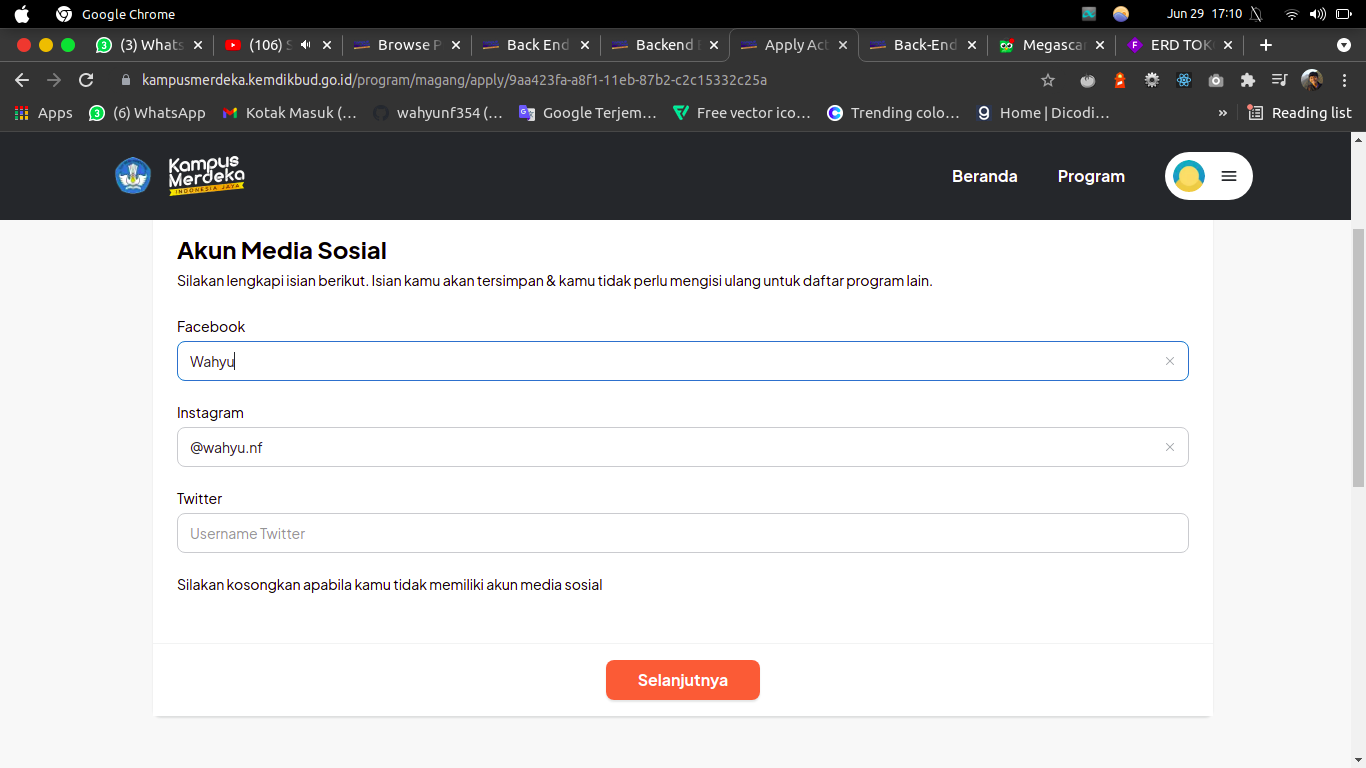 Google Chrome
Jun 29 17:10
(3) Whats
(106) S
Browse P
Back End
Backend
Apply Act
Back-End
Megascan
ERD TOK
kampusmerdeka.kemdikbud.go.id/program/magang/apply/9aa423fa-a8f1-11eb-87b2-c2c15332c25a
Apps
(6) WhatsApp
Kotak Masuk (...
wahyunf354 (...
Google Terjem...
Free vector ico...
Trending colo...
Home | Dicodi...
»
Reading list
Kampus
Merdeka
INDONESIA JAYA
Beranda
Program
Akun Media Sosial
Silakan lengkapi isian berikut. Isian kamu akan tersimpan & kamu tidak perlu mengisi ulang untuk daftar program lain.
Facebook
Wahyu
Instagram
@wahyu.nf
Twitter
Username Twitter
Silakan kosongkan apabila kamu tidak memiliki akun media sosial
Selanjutnya